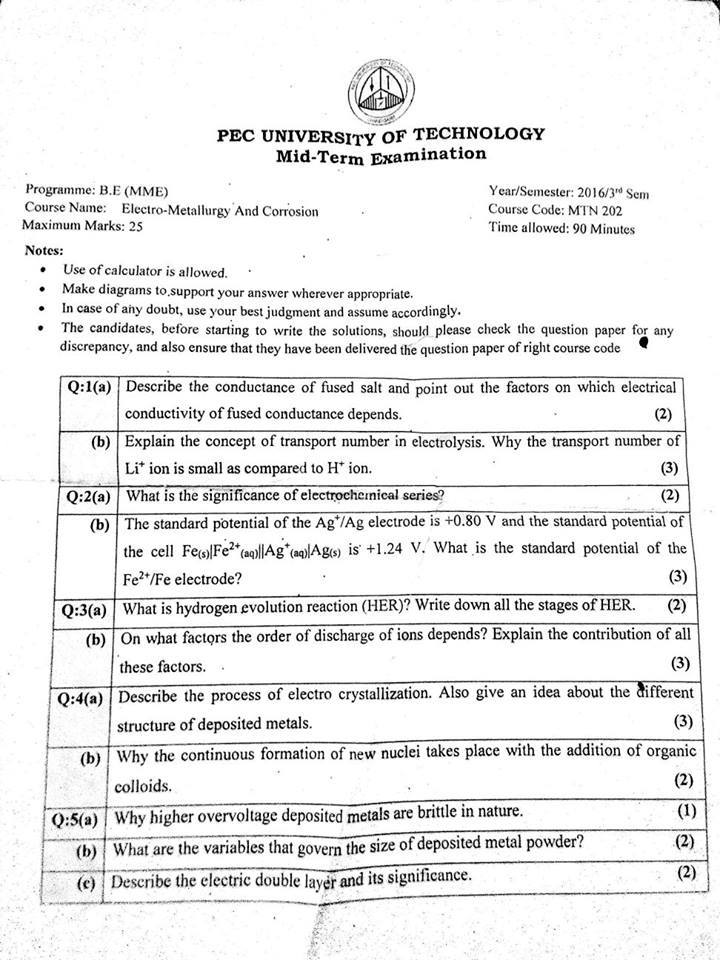 PEC UNIVERSITY OF TECHNOLOGY
Mid-Term Examination
Programme: B.E (MME)
Year/Semester: 2016/3rd Sem
Course Name: Electro-Metallurgy And Corrosion
Course Code: MTN 202
Maximum Marks: 25
Time allowed: 90 Minutes
Notes:
• Use of calculator is allowed.
• Make diagrams to support your answer wherever appropriate.
• In case of any doubt, use your best judgment and assume accordingly.
• The candidates, before starting to write the solutions, should please check the question paper for any
discrepancy, and also ensure that they have been delivered the question paper of right course code
Q:1(a) Describe the conductance of fused salt and point out the factors on which electrical
conductivity of fused conductance depends. (2)
(b) Explain the concept of transport number in electrolysis. Why the transport number of
Li⁺ ion is small as compared to H⁺ ion. (3)
Q:2(a) What is the significance of electrochemical series? (2)
(b) The standard potential of the Ag⁺/Ag electrode is +0.80 V and the standard potential of
the cell Fe(s)|Fe²⁺(aq)||Ag⁺(aq)|Ag(s) is +1.24 V. What is the standard potential of the
Fe²⁺/Fe electrode? (3)
Q:3(a) What is hydrogen evolution reaction (HER)? Write down all the stages of HER. (2)
(b) On what factors the order of discharge of ions depends? Explain the contribution of all
these factors. (3)
Q:4(a) Describe the process of electro crystallization. Also give an idea about the different
structure of deposited metals. (3)
(b) Why the continuous formation of new nuclei takes place with the addition of organic
colloids. (2)
Q:5(a) Why higher overvoltage deposited metals are brittle in nature. (1)
(b) What are the variables that govern the size of deposited metal powder? (2)
(c) Describe the electric double layer and its significance. (2)